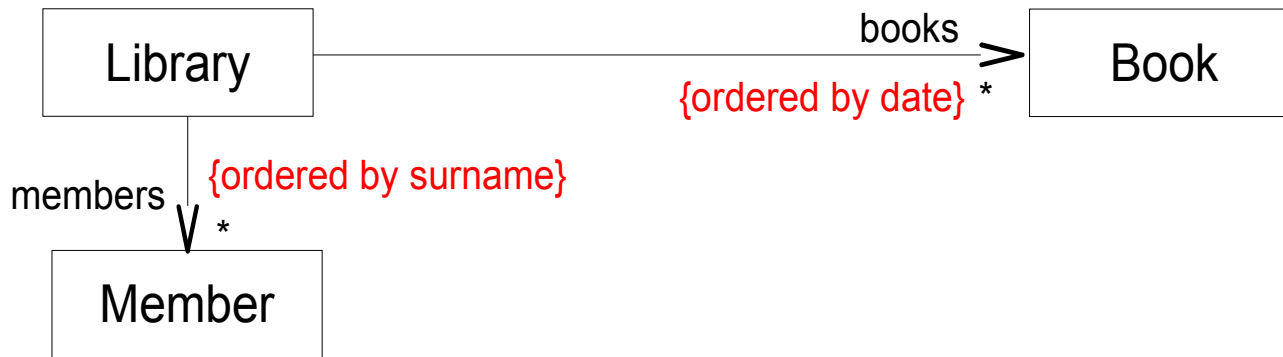 Library
books
Book
{ordered by date} *
{ordered by surname}
members
*
Member